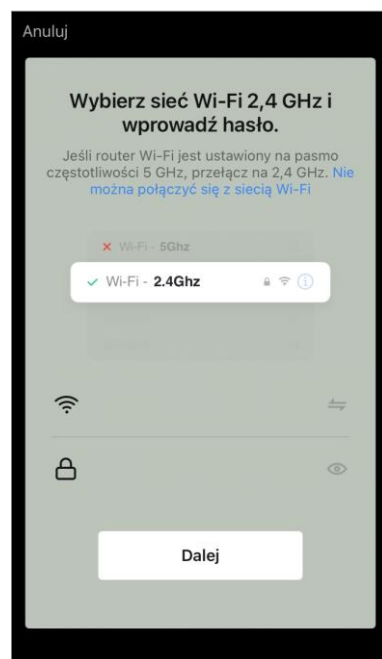 Anuluj
Wybierz sieć Wi-Fi 2,4 GHz i
wprowadź hasło.
Jeśli router Wi-Fi jest ustawiony na pasmo
częstotliwości 5 GHz, przełącz na 2,4 GHz. Nie
można połączyć się z siecią Wi-Fi
Wi-Fi - 5Ghz
Wi-Fi - 2.4Ghz
Dalej